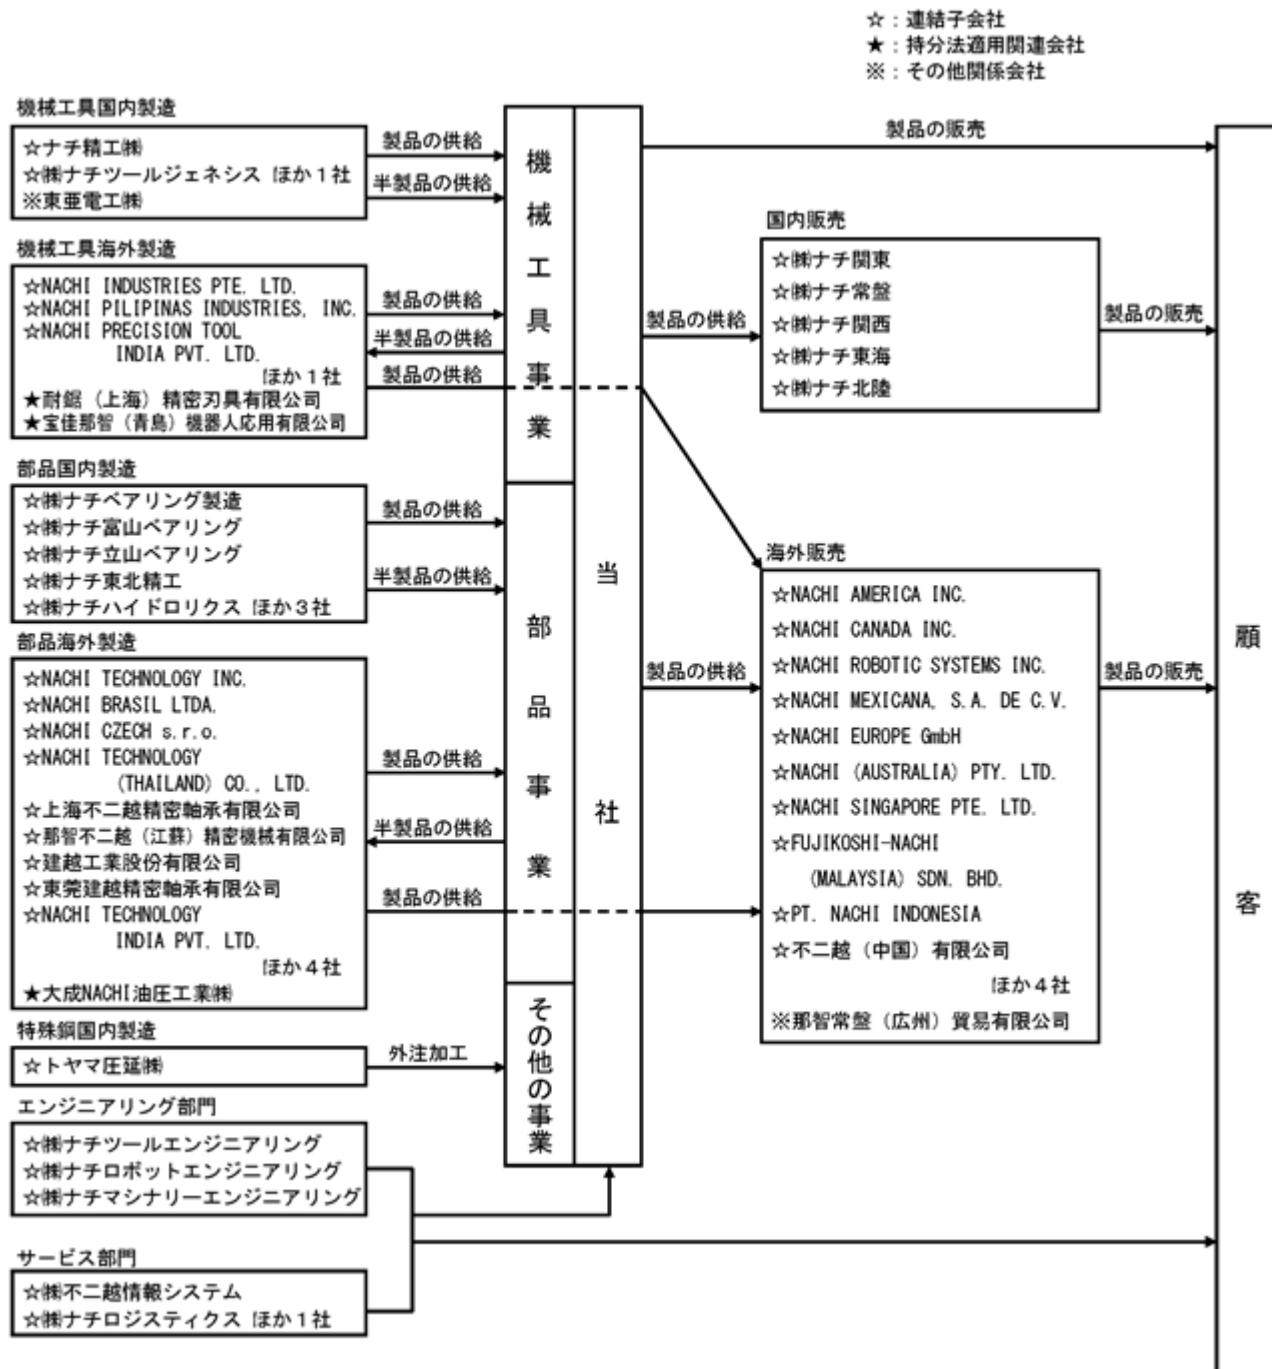 ☆：連結子会社
★：持分法適用関連会社
※：その他関係会社
機械工具国内製造
☆ナチ精工㈱
☆㈱ナチツールジェネシス ほか１社
※東亜電工㈱
製品の供給
半製品の供給
機械工具海外製造
☆NACHI INDUSTRIES PTE. LTD.
☆NACHI PILIPINAS INDUSTRIES, INC.
☆NACHI PRECISION TOOL
INDIA PVT. LTD.
ほか１社
★耐鋸（上海）精密刃具有限公司
★宝佳那智（青島）機器人応用有限公司
製品の供給
半製品の供給
製品の供給
部品国内製造
☆㈱ナチベアリング製造
☆㈱ナチ富山ベアリング
☆㈱ナチ立山ベアリング
☆㈱ナチ東北精工
☆㈱ナチハイドロリクス ほか３社
製品の供給
半製品の供給
部品海外製造
☆NACHI TECHNOLOGY INC.
☆NACHI BRASIL LTDA.
☆NACHI CZECH s.r.o.
☆NACHI TECHNOLOGY
(THAILAND) CO., LTD.
☆上海不二越精密軸承有限公司
☆那智不二越（江蘇）精密機械有限公司
☆建越工業股份有限公司
☆東莞建越精密軸承有限公司
☆NACHI TECHNOLOGY
INDIA PVT. LTD.
ほか４社
★大成NACHI油圧工業㈱
製品の供給
半製品の供給
製品の供給
特殊鋼国内製造
☆トヤマ圧延㈱
外注加工
エンジニアリング部門
☆㈱ナチツールエンジニアリング
☆㈱ナチロボットエンジニアリング
☆㈱ナチマシナリーエンジニアリング
サービス部門
☆㈱不二越情報システム
☆㈱ナチロジスティクス ほか１社
機械工具事業
部品事業
その他の事業
当社
製品の販売
製品の供給
国内販売
☆㈱ナチ関東
☆㈱ナチ常盤
☆㈱ナチ関西
☆㈱ナチ東海
☆㈱ナチ北陸
製品の販売
製品の供給
海外販売
☆NACHI AMERICA INC.
☆NACHI CANADA INC.
☆NACHI ROBOTIC SYSTEMS INC.
☆NACHI MEXICANA, S.A. DE C.V.
☆NACHI EUROPE GmbH
☆NACHI (AUSTRALIA) PTY. LTD.
☆NACHI SINGAPORE PTE. LTD.
☆FUJIKOSHI-NACHI
(MALAYSIA) SDN. BHD.
☆PT. NACHI INDONESIA
☆不二越（中国）有限公司
ほか４社
※那智常盤（広州）貿易有限公司
製品の販売
顧客